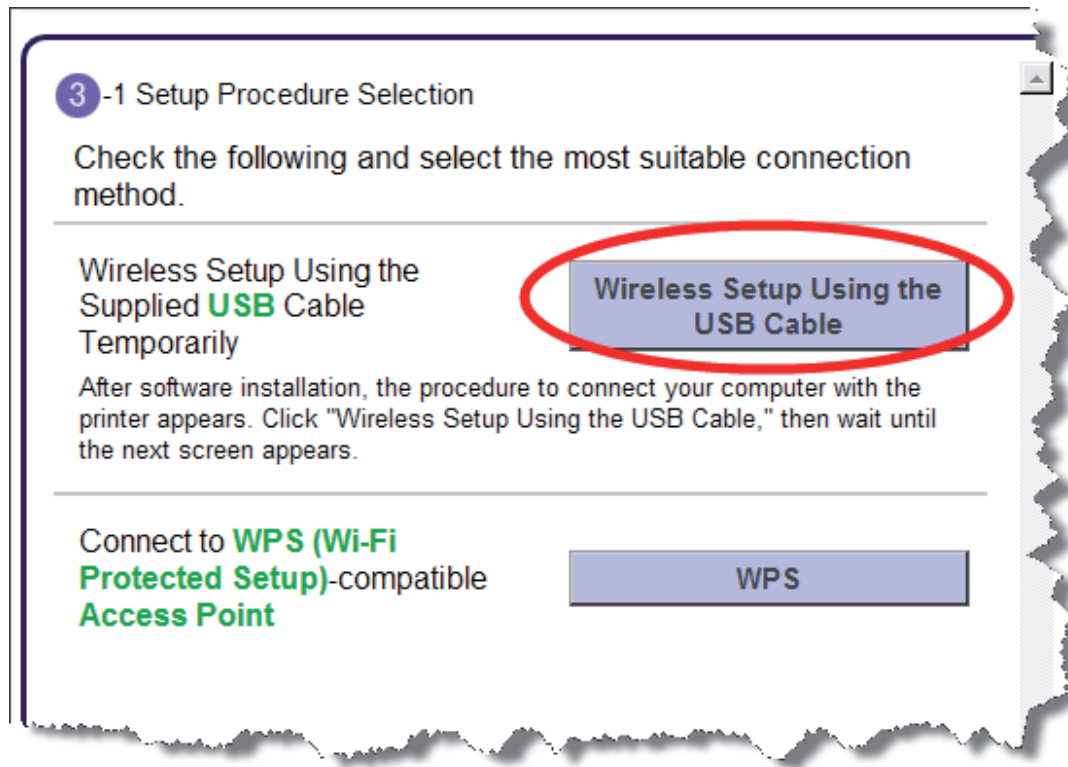 3-1 Setup Procedure Selection
Check the following and select the most suitable connection
method.
Wireless Setup Using the
Supplied USB Cable
Temporarily
Wireless Setup Using the
USB Cable
After software installation, the procedure to connect your computer with the
printer appears. Click "Wireless Setup Using the USB Cable," then wait until
the next screen appears.
Connect to WPS (Wi-Fi
Protected Setup)-compatible
Access Point
WPS